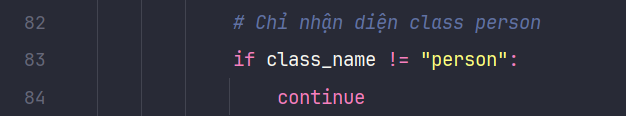 82 # Chỉ nhận diện class person
83 if class_name != "person":
84 continue